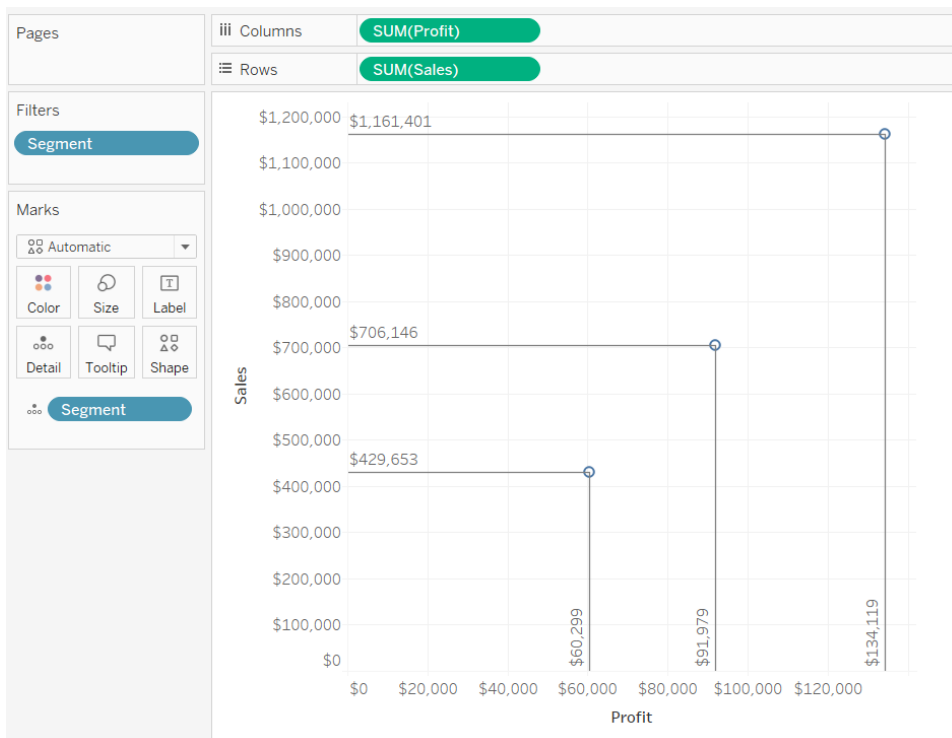 Pages
Columns
SUM(Profit)
Rows
SUM(Sales)
Filters
Segment
Marks
Automatic
Color
Size
T
Label
Detail
Tooltip
Shape
Segment
Sales
$1,200,000
$1,100,000
$1,000,000
$900,000
$800,000
$700,000
$600,000
$500,000
$400,000
$300,000
$200,000
$100,000
$0
$1,161,401
$706,146
$429,653
$60,299
$91,979
$134,119
$0
$20,000
$40,000
$60,000
$80,000
$100,000
$120,000
Profit